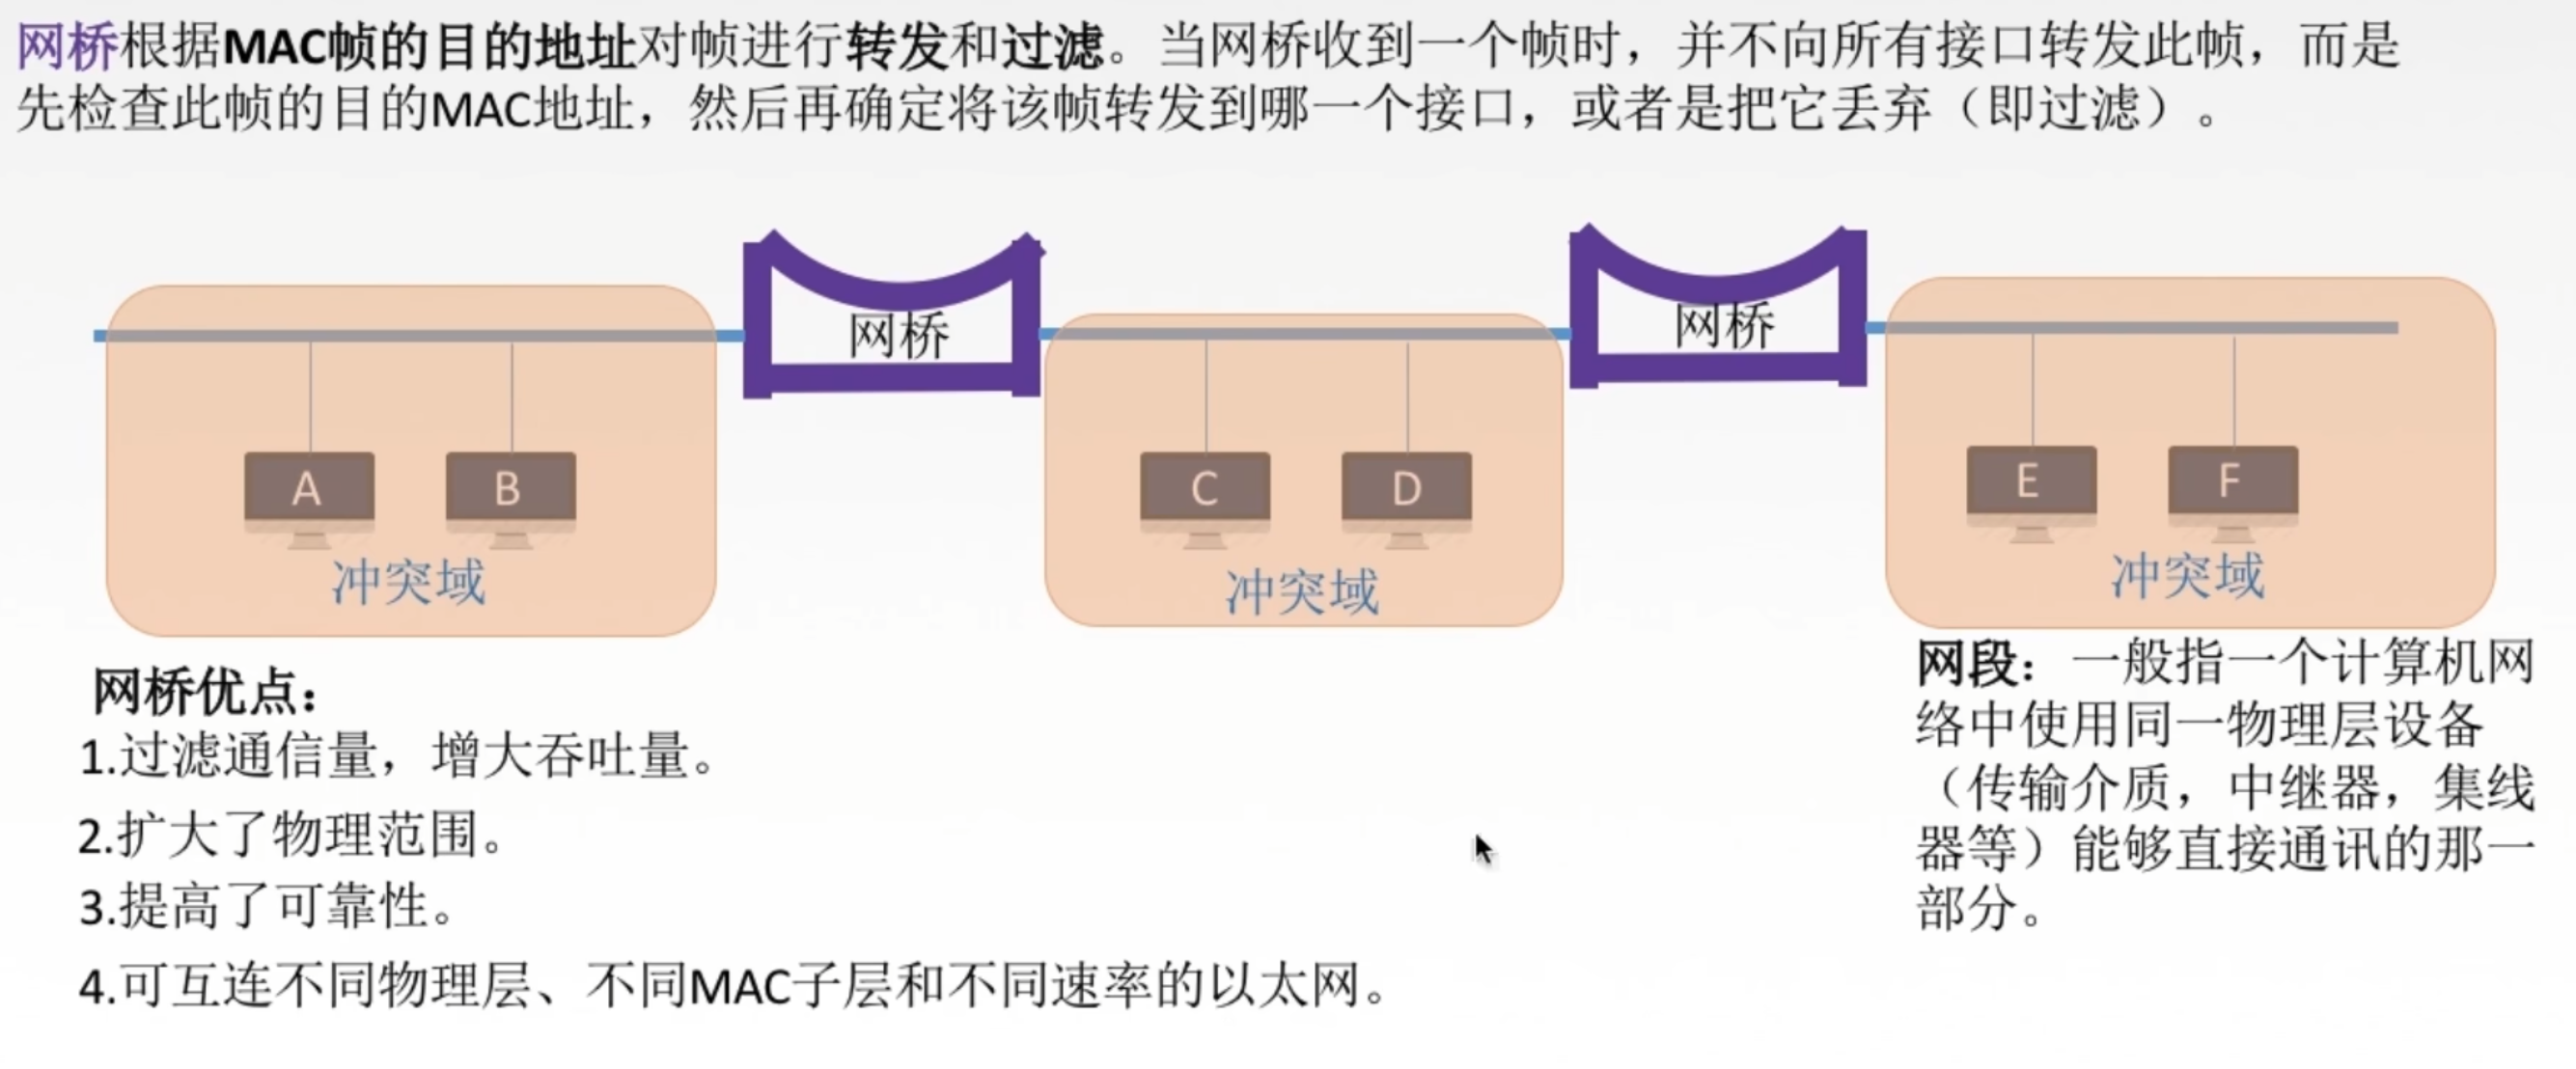 网桥根据MAC帧的目的地址对帧进行转发和过滤。当网桥收到一个帧时，并不向所有接口转发此帧，而是
先检查此帧的目的MAC地址，然后再确定将该帧转发到哪一个接口，或者是把它丢弃（即过滤）。
网桥
网桥
A
B
C
D
E
F
冲突域
冲突域
冲突域
网桥优点：
1.过滤通信量，增大吞吐量。
2.扩大了物理范围。
3.提高了可靠性。
4.可互连不同物理层、不同MAC子层和不同速率的以太网。
网段：一般指一个计算机网
络中使用同一物理层设备
（传输介质，中继器，集线
器等）能够直接通讯的那一
部分。